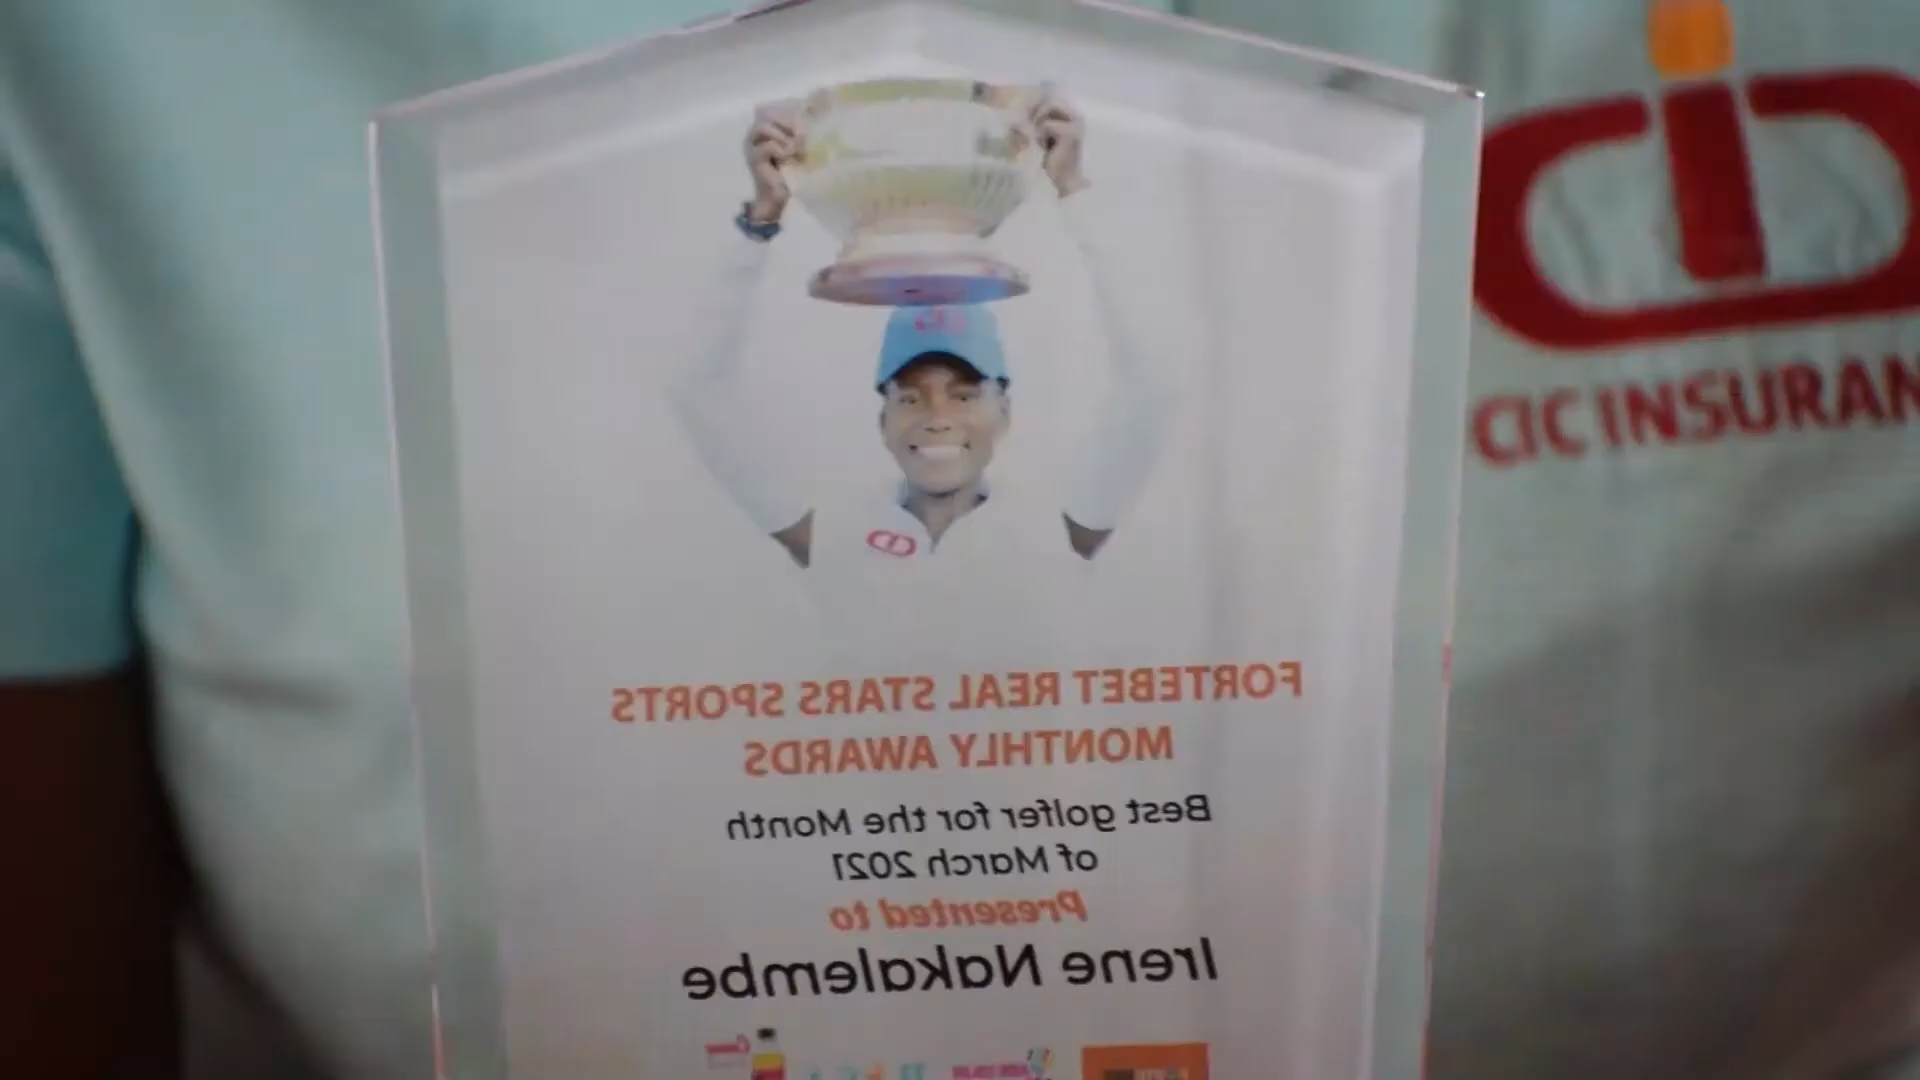 FORTEBET REAL STARS SPORTS
MONTHLY AWARDS
Best golfer for the Month
of March 2021
Presented to
Irene Nakalembe
CIC INSURAN